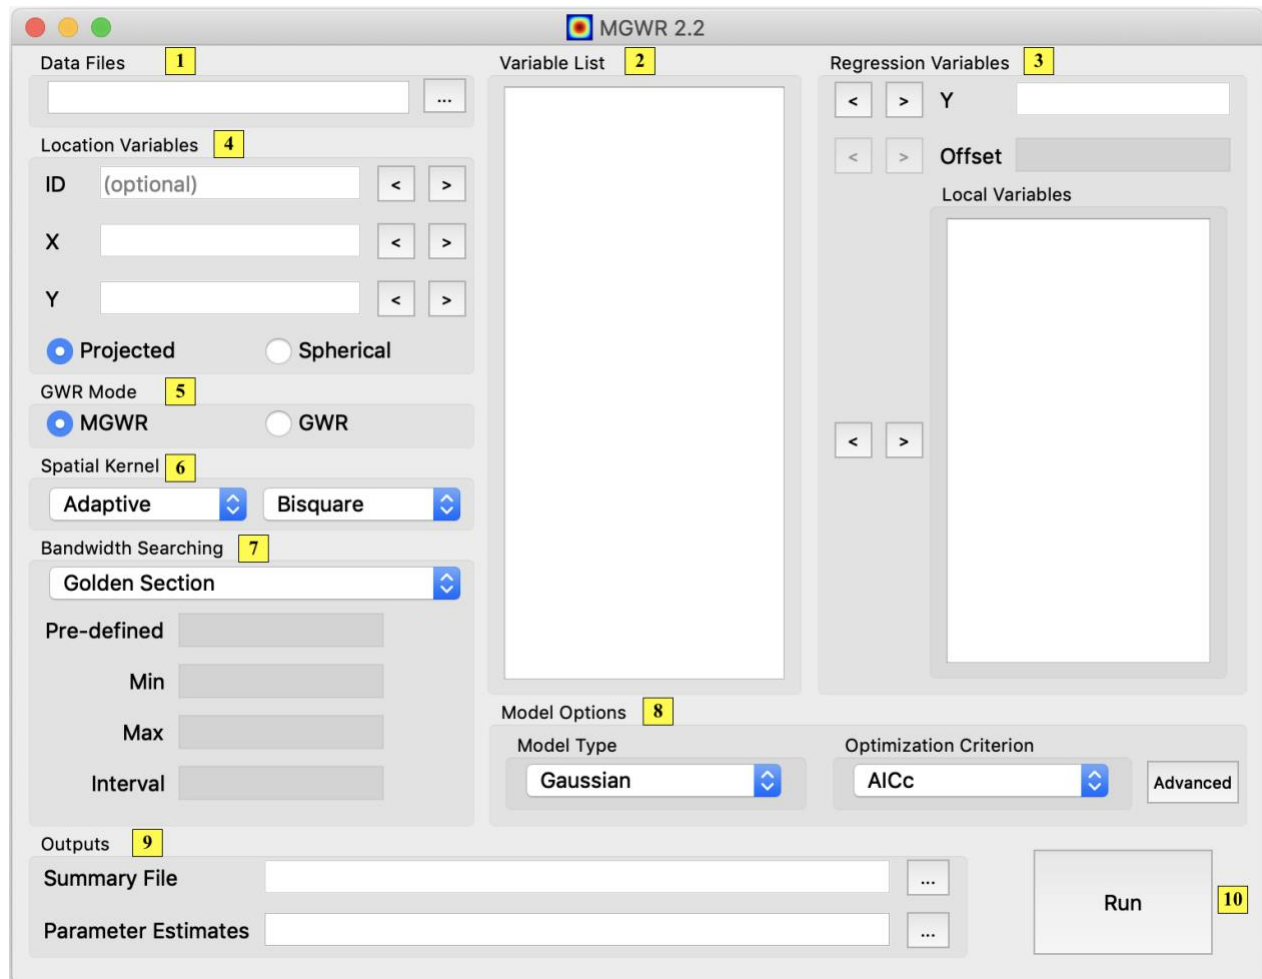 MGWR 2.2
Data Files 1
...
Location Variables 4
ID (optional) < >
X < >
Y < >
Projected Spherical
GWR Mode 5
MGWR GWR
Spatial Kernel 6
Adaptive Bisquare
Bandwidth Searching 7
Golden Section
Pre-defined
Min
Max
Interval
Variable List 2
Regression Variables 3
< > Y
< > Offset
Local Variables
< >
Model Options 8
Model Type
Gaussian
Optimization Criterion
AICc
Advanced
Outputs 9
Summary File ...
Parameter Estimates ...
Run 10